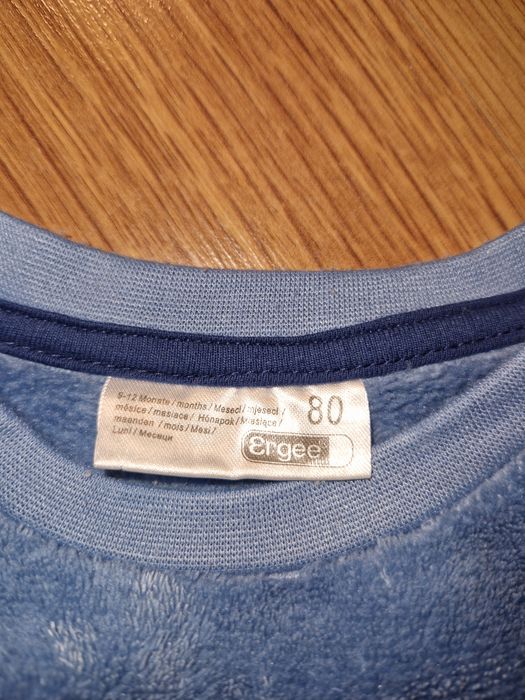 9-12 Monate / months / Meseci / mjeseci /
měsíce / mesiace / Hónapok / Miesiące /
maanden / mois / Mesi /
Luni / Месеци
80
Ergee